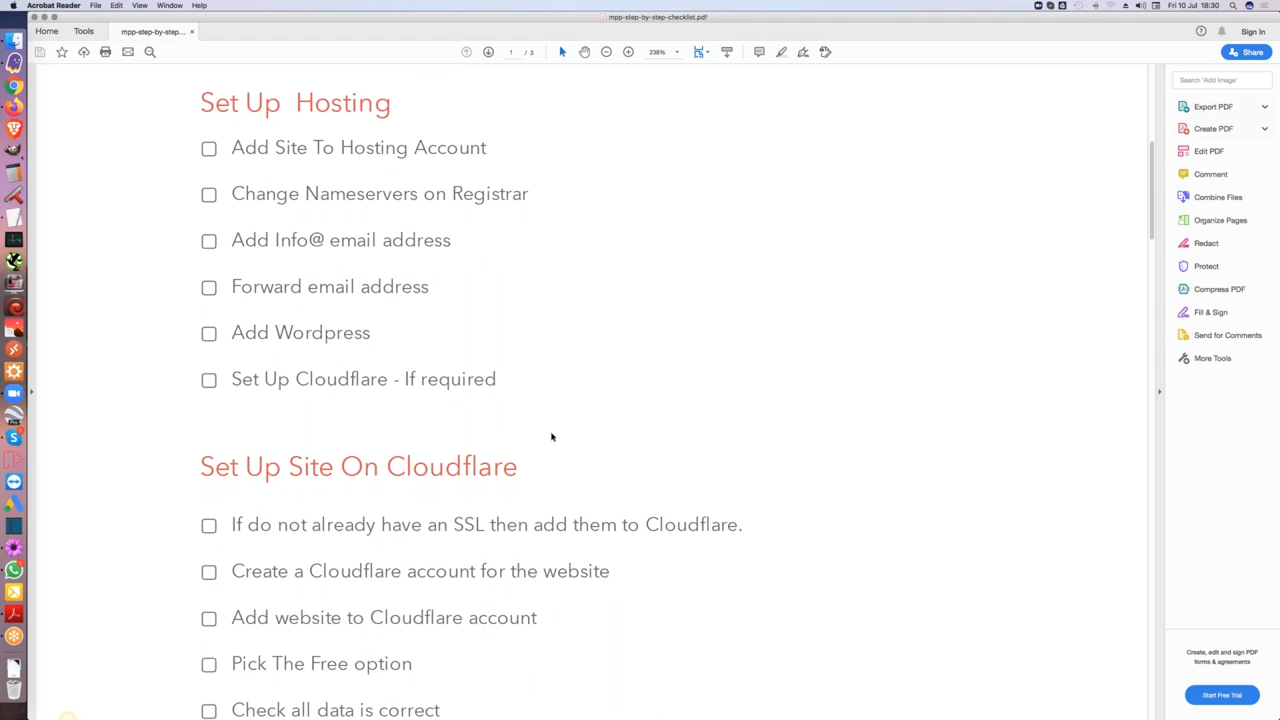 Acrobat Reader File Edit View Window Help
Fri 10 Jul 18:30
mpp-step-by-step-checklist.pdf
Home Tools mpp-step-by-step... ×
Sign In
1 / 3
238%
Share
Search 'Add Image'
Export PDF
Create PDF
Edit PDF
Comment
Combine Files
Organize Pages
Redact
Protect
Compress PDF
Fill & Sign
Send for Comments
More Tools
Create, edit and sign PDF
forms & agreements
Start Free Trial
Set Up Hosting
Add Site To Hosting Account
Change Nameservers on Registrar
Add Info@ email address
Forward email address
Add Wordpress
Set Up Cloudflare - If required
Set Up Site On Cloudflare
If do not already have an SSL then add them to Cloudflare.
Create a Cloudflare account for the website
Add website to Cloudflare account
Pick The Free option
Check all data is correct